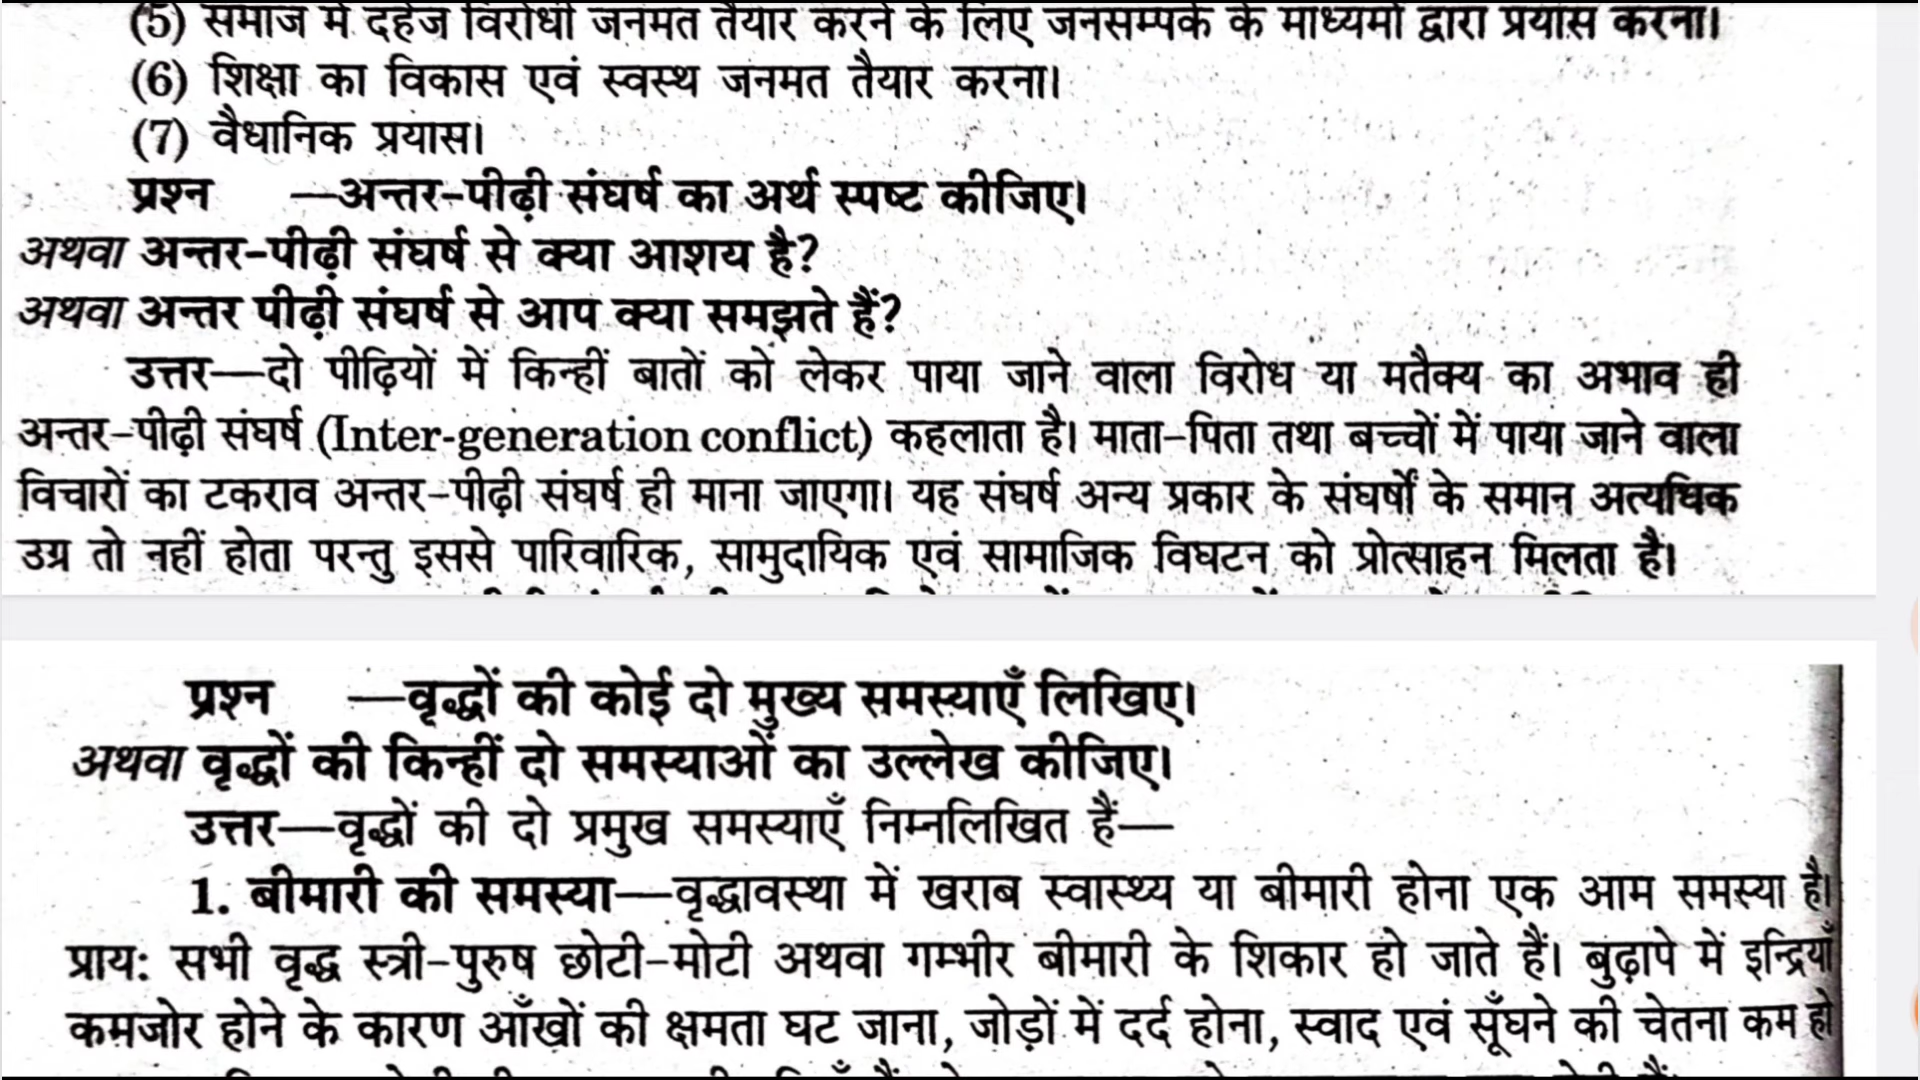 (5) समाज में दहेज विरोधी जनमत तैयार करने के लिए जनसम्पर्क के माध्यमों द्वारा प्रयास करना।
(6) शिक्षा का विकास एवं स्वस्थ जनमत तैयार करना।
(7) वैधानिक प्रयास।
प्रश्न —अन्तर-पीढ़ी संघर्ष का अर्थ स्पष्ट कीजिए।
अथवा अन्तर-पीढ़ी संघर्ष से क्या आशय है?
अथवा अन्तर पीढ़ी संघर्ष से आप क्या समझते हैं?
उत्तर—दो पीढ़ियों में किन्हीं बातों को लेकर पाया जाने वाला विरोध या मतैक्य का अभाव ही
अन्तर-पीढ़ी संघर्ष (Inter-generation conflict) कहलाता है। माता-पिता तथा बच्चों में पाया जाने वाला
विचारों का टकराव अन्तर-पीढ़ी संघर्ष ही माना जाएगा। यह संघर्ष अन्य प्रकार के संघर्षों के समान अत्यधिक
उग्र तो नहीं होता परन्तु इससे पारिवारिक, सामुदायिक एवं सामाजिक विघटन को प्रोत्साहन मिलता है।
प्रश्न —वृद्धों की कोई दो मुख्य समस्याएँ लिखिए।
अथवा वृद्धों की किन्हीं दो समस्याओं का उल्लेख कीजिए।
उत्तर—वृद्धों की दो प्रमुख समस्याएँ निम्नलिखित हैं—
1. बीमारी की समस्या—वृद्धावस्था में खराब स्वास्थ्य या बीमारी होना एक आम समस्या है।
प्राय: सभी वृद्ध स्त्री-पुरुष छोटी-मोटी अथवा गम्भीर बीमारी के शिकार हो जाते हैं। बुढ़ापे में इन्द्रियाँ
कमजोर होने के कारण आँखों की क्षमता घट जाना, जोड़ों में दर्द होना, स्वाद एवं सूँघने की चेतना कम हो